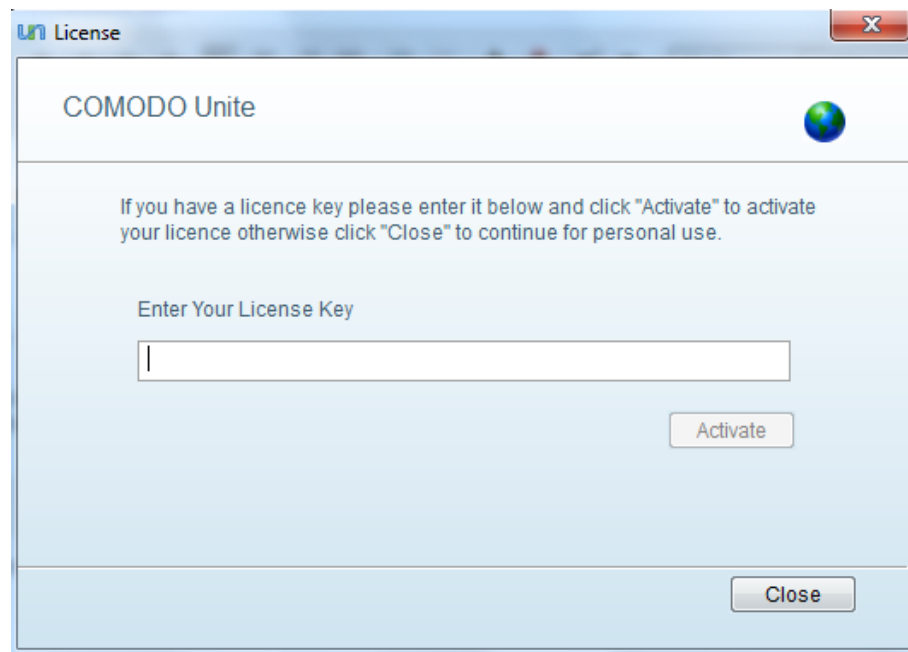 un License
COMODO Unite
If you have a licence key please enter it below and click "Activate" to activate
your licence otherwise click "Close" to continue for personal use.
Enter Your License Key
Activate
Close